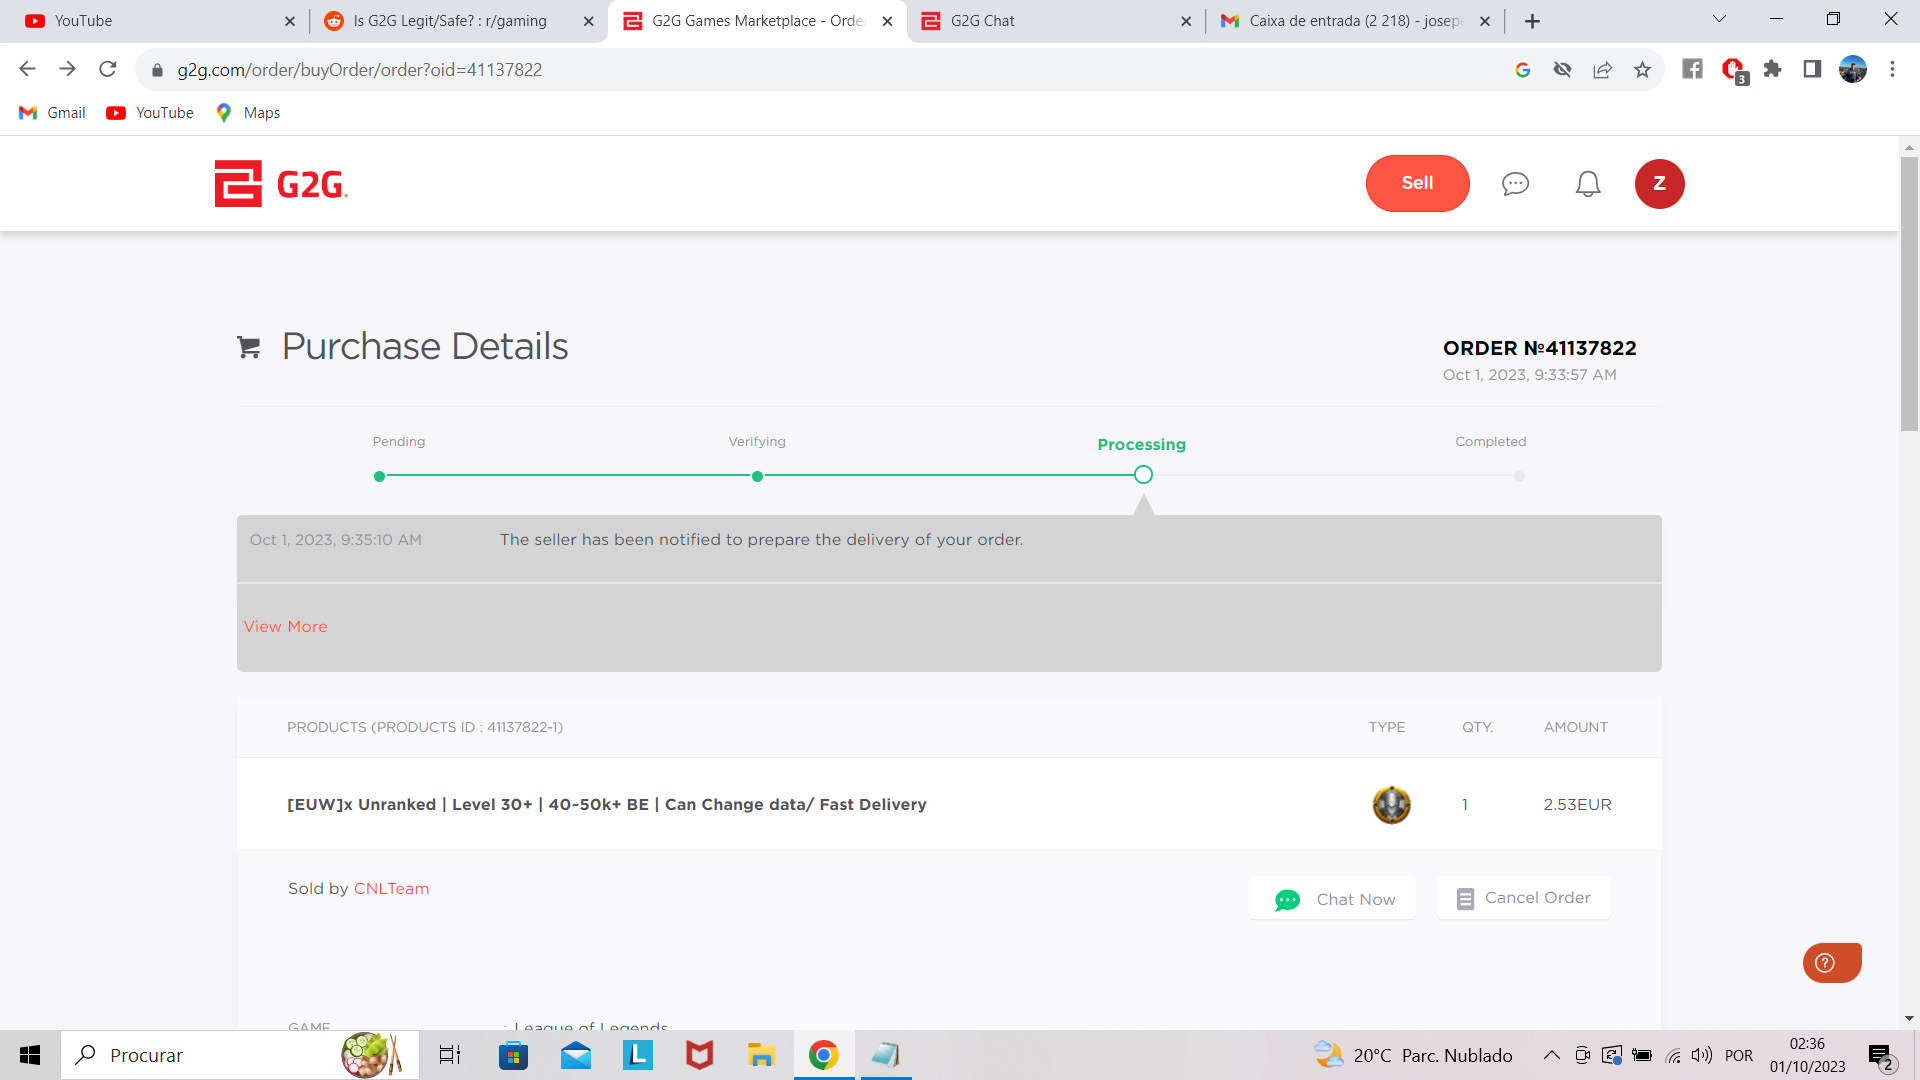 YouTube
Is G2G Legit/Safe? : r/gaming
G2G Games Marketplace - Orde
G2G Chat
Caixa de entrada (2 218) - josepe
g2g.com/order/buyOrder/order?oid=41137822
3
Gmail
YouTube
Maps
G2G
Sell
Z
Purchase Details
ORDER №41137822
Oct 1, 2023, 9:33:57 AM
Pending
Verifying
Processing
Completed
Oct 1, 2023, 9:35:10 AM
The seller has been notified to prepare the delivery of your order.
View More
PRODUCTS (PRODUCTS ID : 41137822-1)
TYPE
QTY.
AMOUNT
[EUW]x Unranked | Level 30+ | 40~50k+ BE | Can Change data/ Fast Delivery
1
2.53EUR
Sold by CNLTeam
Chat Now
Cancel Order
GAME
: League of Legends
Procurar
L
20°C Parc. Nublado
POR
02:36
01/10/2023
2